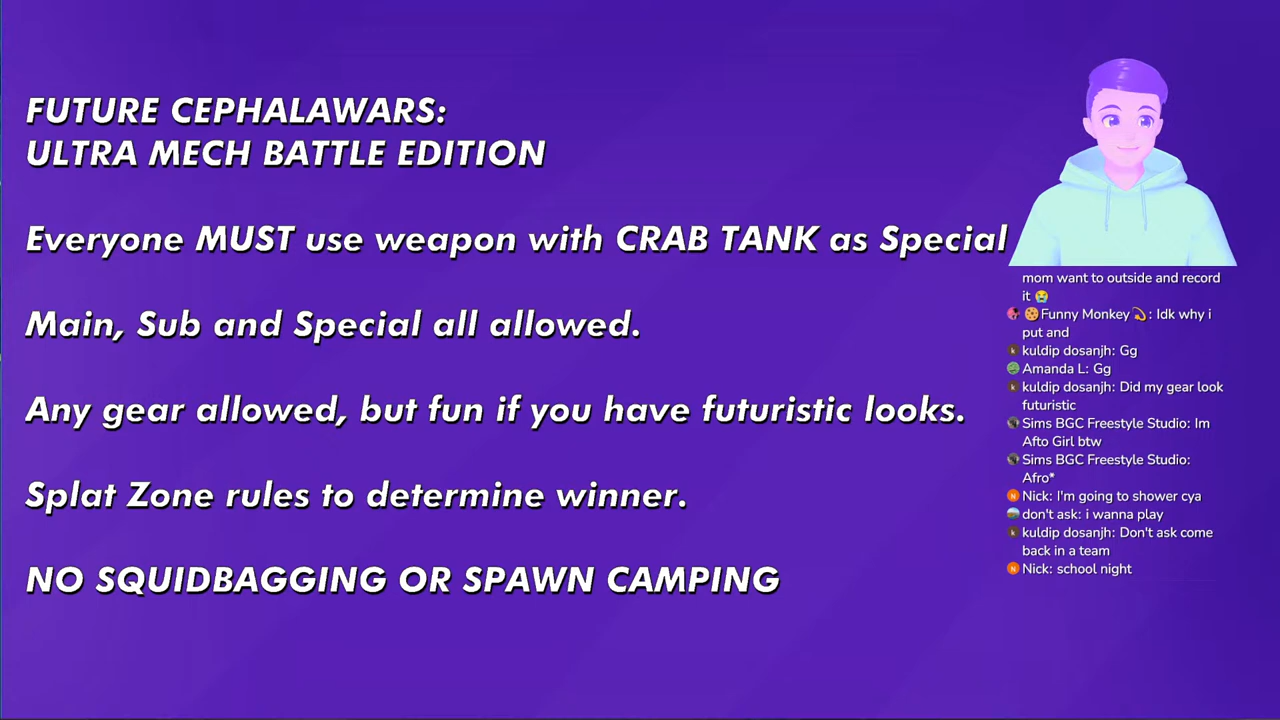 FUTURE CEPHALAWARS:
ULTRA MECH BATTLE EDITION
Everyone MUST use weapon with CRAB TANK as Special
Main, Sub and Special all allowed.
Any gear allowed, but fun if you have futuristic looks.
Splat Zone rules to determine winner.
NO SQUIDBAGGING OR SPAWN CAMPING
mom want to outside and record
it 😭
🍪Funny Monkey💫: Idk why i
put and
k kuldip dosanjh: Gg
Amanda L: Gg
k kuldip dosanjh: Did my gear look
futuristic
Sims BGC Freestyle Studio: Im
Afto Girl btw
Sims BGC Freestyle Studio:
Afro*
N Nick: I'm going to shower cya
don't ask: i wanna play
k kuldip dosanjh: Don't ask come
back in a team
N Nick: school night